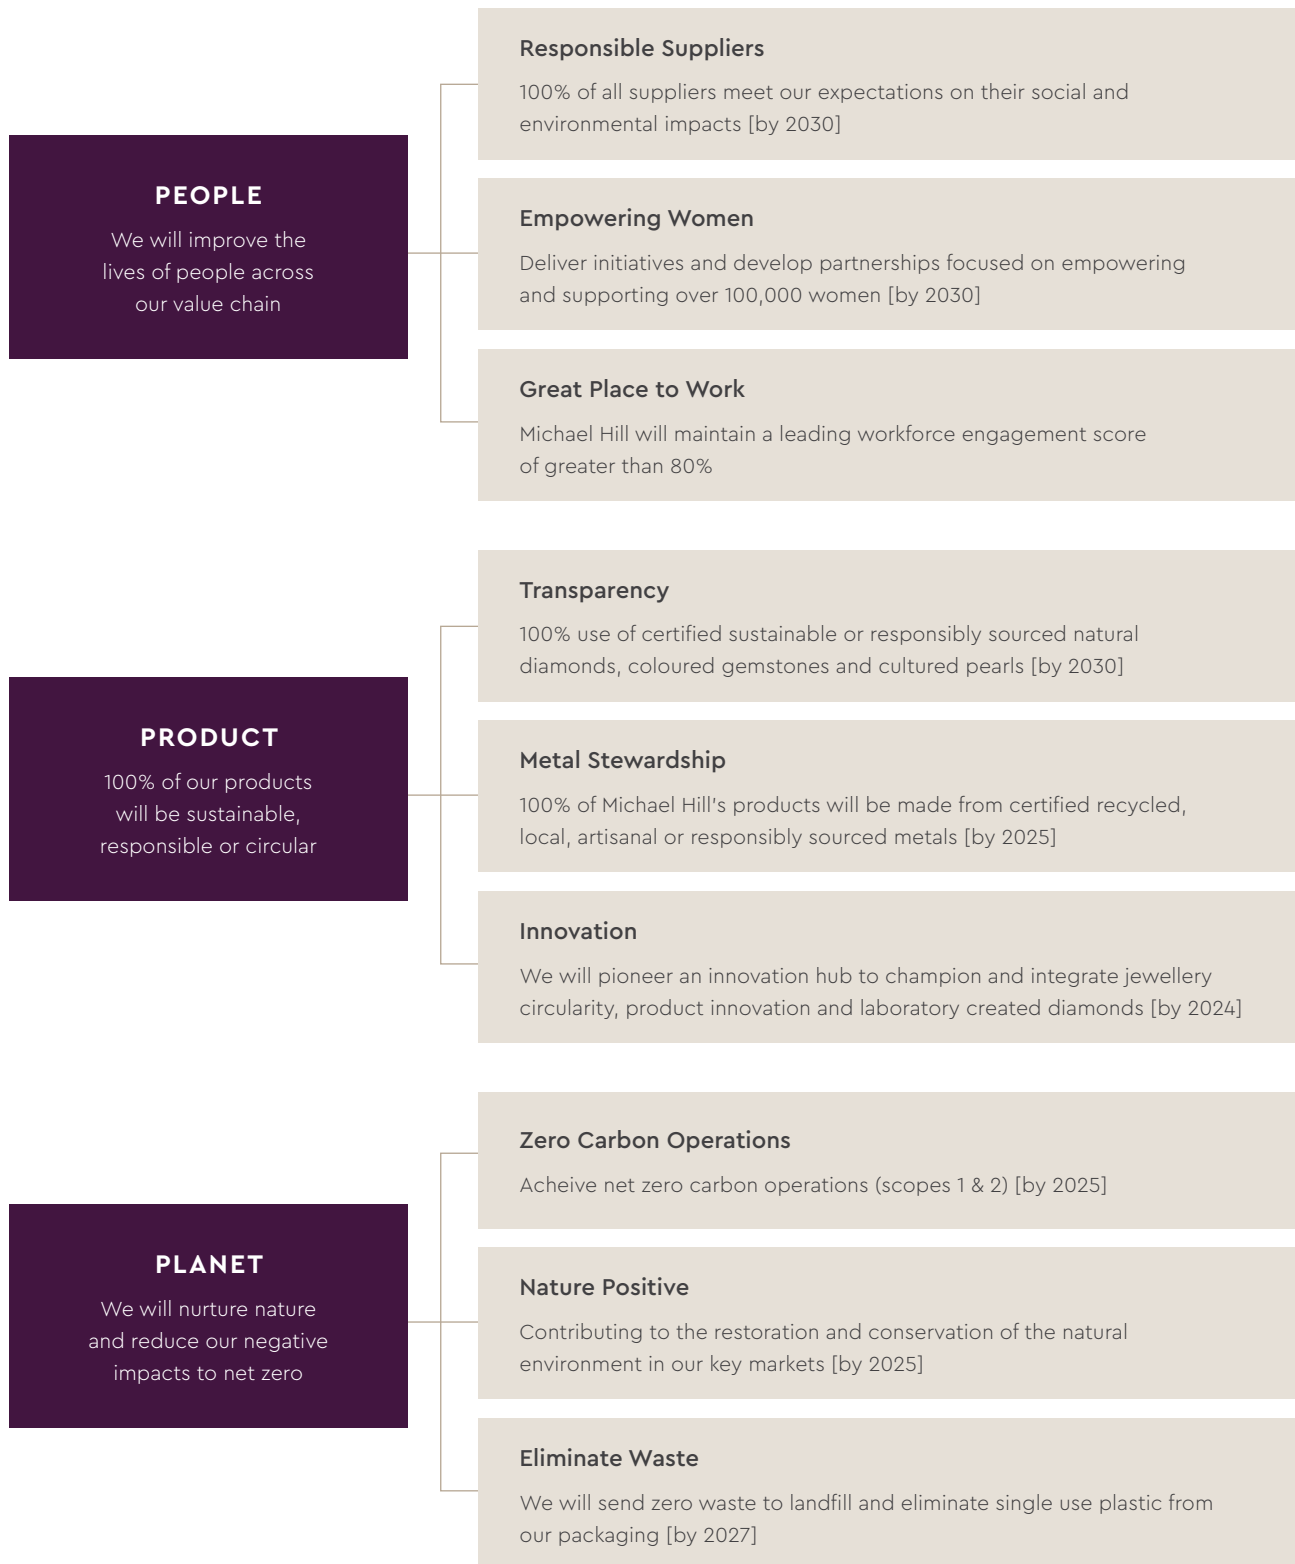 PEOPLE
We will improve the
lives of people across
our value chain
Responsible Suppliers
100% of all suppliers meet our expectations on their social and
environmental impacts [by 2030]
Empowering Women
Deliver initiatives and develop partnerships focused on empowering
and supporting over 100,000 women [by 2030]
Great Place to Work
Michael Hill will maintain a leading workforce engagement score
of greater than 80%
PRODUCT
100% of our products
will be sustainable,
responsible or circular
Transparency
100% use of certified sustainable or responsibly sourced natural
diamonds, coloured gemstones and cultured pearls [by 2030]
Metal Stewardship
100% of Michael Hill's products will be made from certified recycled,
local, artisanal or responsibly sourced metals [by 2025]
Innovation
We will pioneer an innovation hub to champion and integrate jewellery
circularity, product innovation and laboratory created diamonds [by 2024]
PLANET
We will nurture nature
and reduce our negative
impacts to net zero
Zero Carbon Operations
Acheive net zero carbon operations (scopes 1 & 2) [by 2025]
Nature Positive
Contributing to the restoration and conservation of the natural
environment in our key markets [by 2025]
Eliminate Waste
We will send zero waste to landfill and eliminate single use plastic from
our packaging [by 2027]